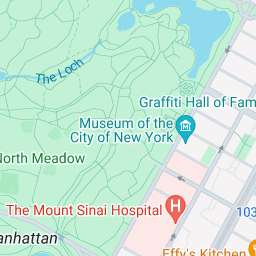 The Loch
Graffiti Hall of Fam
Museum of the
City of New York
North Meadow
The Mount Sinai Hospital
H
103
anhattan
Effy's Kitchen